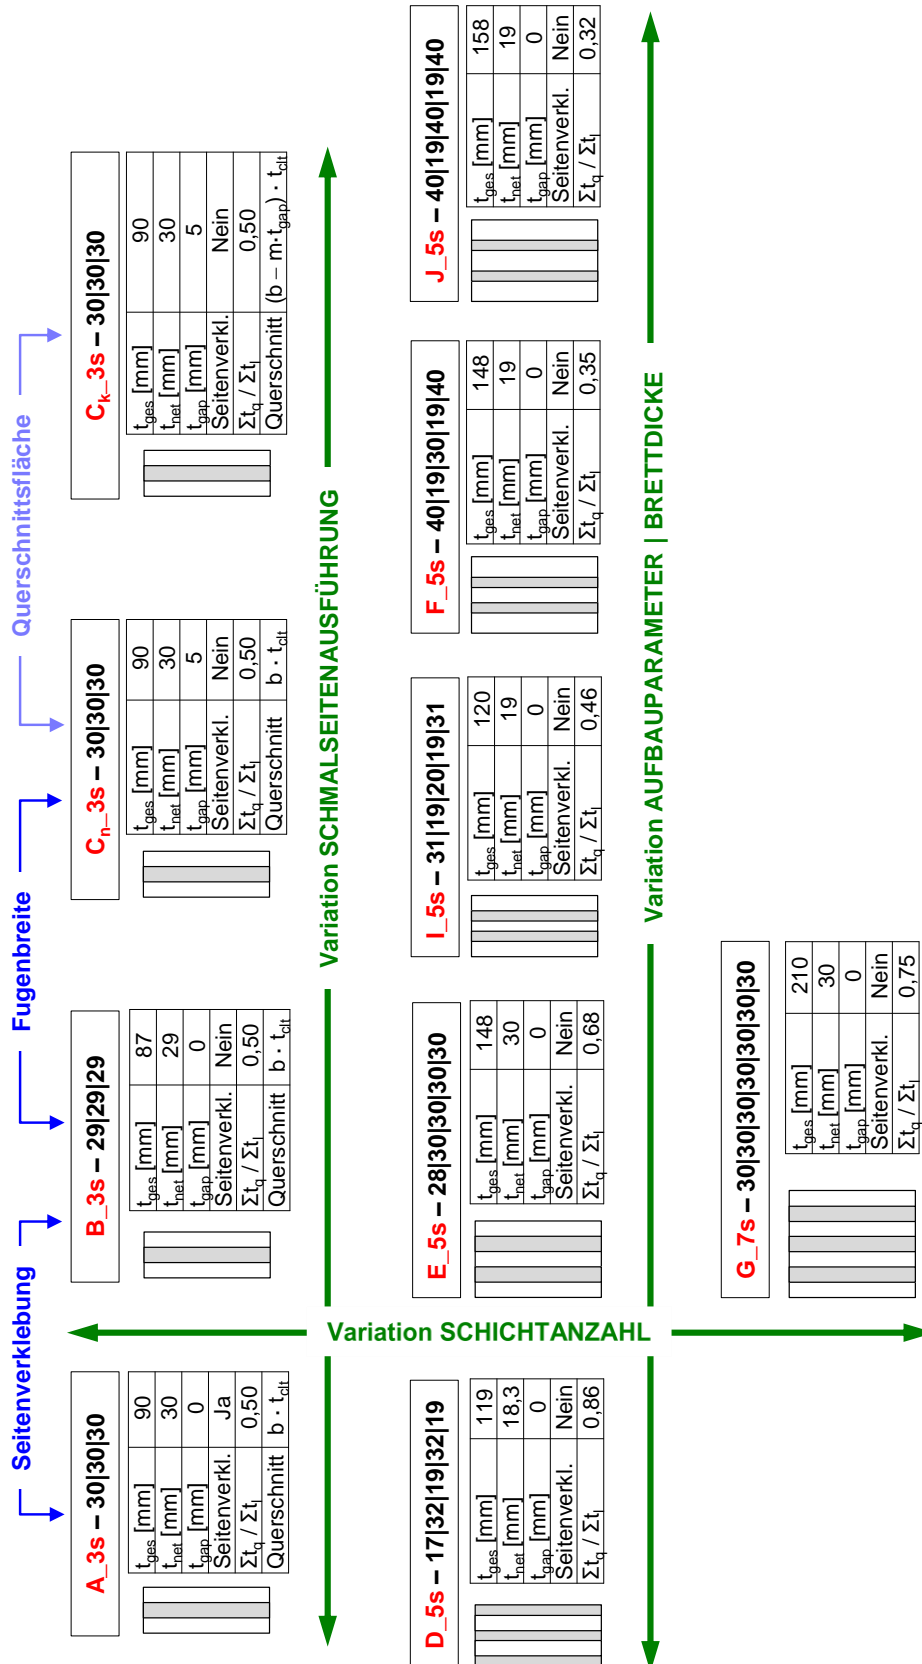 Seitenverklebung
Fugenbreite
Querschnittsfläche
A_3s – 30|30|30
t_ges [mm] 90
t_net [mm] 30
t_gap [mm] 0
Seitenverkl. Ja
Σt_q / Σt_l 0,50
Querschnitt b · t_clt
B_3s – 29|29|29
t_ges [mm] 87
t_net [mm] 29
t_gap [mm] 0
Seitenverkl. Nein
Σt_q / Σt_l 0,50
Querschnitt b · t_clt
C_n_3s – 30|30|30
t_ges [mm] 90
t_net [mm] 30
t_gap [mm] 5
Seitenverkl. Nein
Σt_q / Σt_l 0,50
Querschnitt b · t_clt
C_k_3s – 30|30|30
t_ges [mm] 90
t_net [mm] 30
t_gap [mm] 5
Seitenverkl. Nein
Σt_q / Σt_l 0,50
Querschnitt (b – m·t_gap) · t_clt
Variation SCHMALSEITENAUSFÜHRUNG
Variation SCHICHTANZAHL
D_5s – 17|32|19|32|19
t_ges [mm] 119
t_net [mm] 18,3
t_gap [mm] 0
Seitenverkl. Nein
Σt_q / Σt_l 0,86
E_5s – 28|30|30|30|30
t_ges [mm] 148
t_net [mm] 30
t_gap [mm] 0
Seitenverkl. Nein
Σt_q / Σt_l 0,68
I_5s – 31|19|20|19|31
t_ges [mm] 120
t_net [mm] 19
t_gap [mm] 0
Seitenverkl. Nein
Σt_q / Σt_l 0,46
F_5s – 40|19|30|19|40
t_ges [mm] 148
t_net [mm] 19
t_gap [mm] 0
Seitenverkl. Nein
Σt_q / Σt_l 0,35
J_5s – 40|19|40|19|40
t_ges [mm] 158
t_net [mm] 19
t_gap [mm] 0
Seitenverkl. Nein
Σt_q / Σt_l 0,32
Variation AUFBAUPARAMETER | BRETTDICKE
G_7s – 30|30|30|30|30|30|30
t_ges [mm] 210
t_net [mm] 30
t_gap [mm] 0
Seitenverkl. Nein
Σt_q / Σt_l 0,75